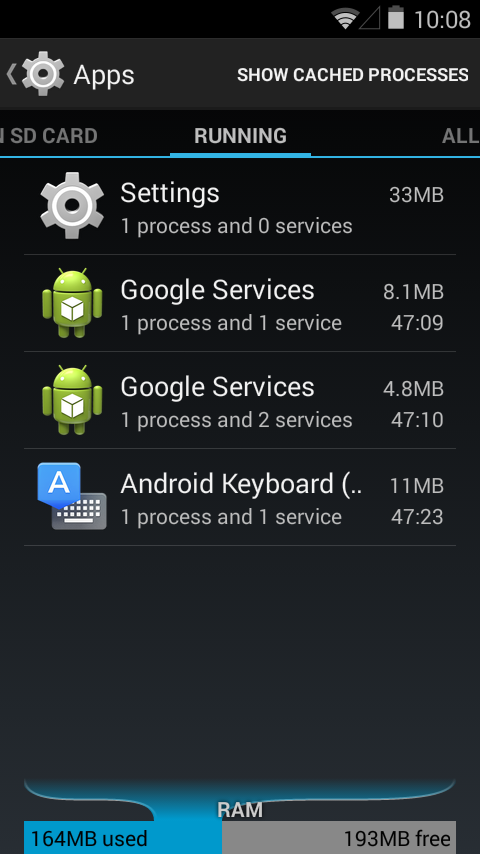 10:08
Apps
SHOW CACHED PROCESSES
N SD CARD
RUNNING
ALL
Settings
33MB
1 process and 0 services
Google Services
8.1MB
1 process and 1 service
47:09
Google Services
4.8MB
1 process and 2 services
47:10
A
Android Keyboard (..
11MB
1 process and 1 service
47:23
RAM
164MB used
193MB free